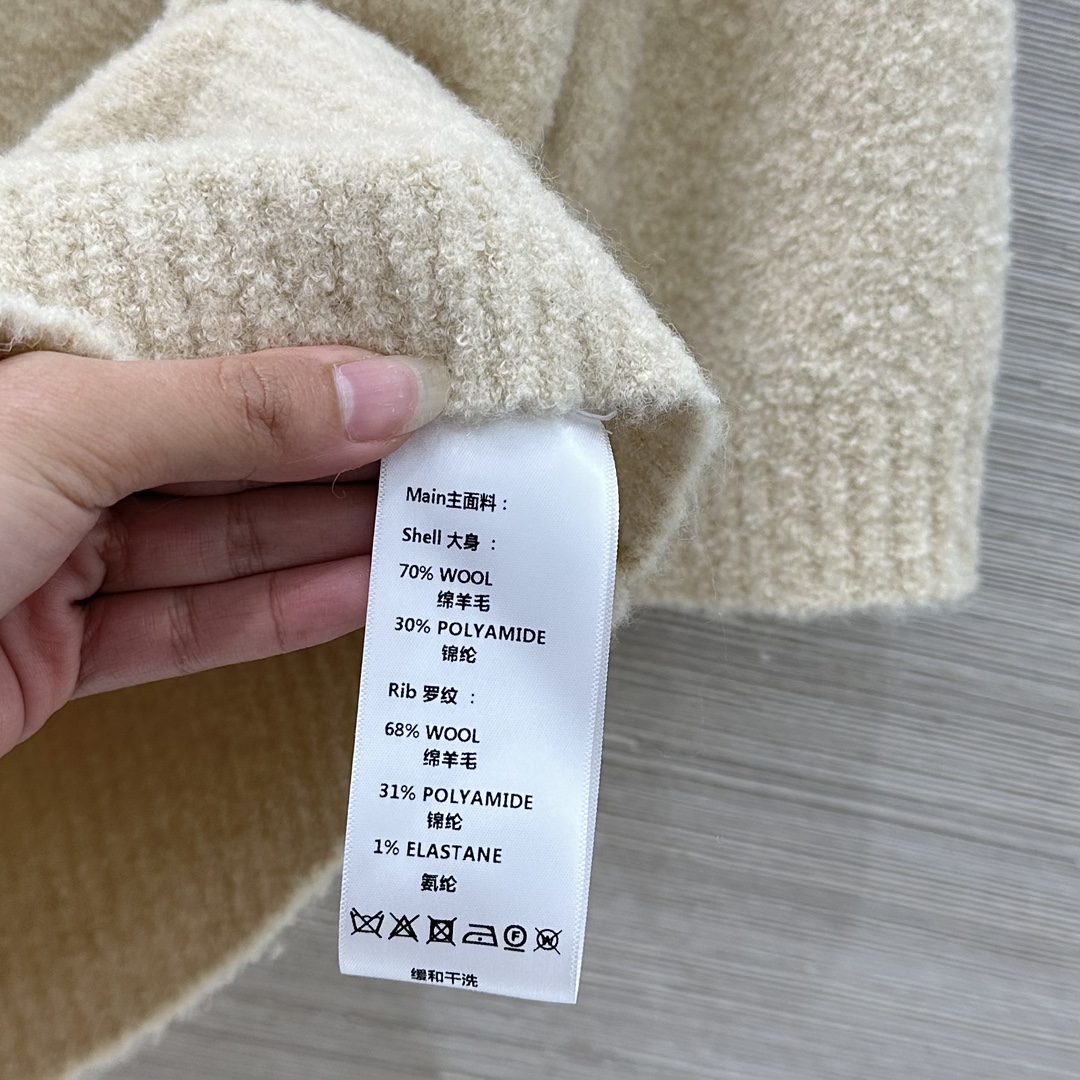 Main主面料：
Shell 大身 ：
70% WOOL
绵羊毛
30% POLYAMIDE
锦纶
Rib 罗纹 ：
68% WOOL
绵羊毛
31% POLYAMIDE
锦纶
1% ELASTANE
氨纶
F W
缓和干洗